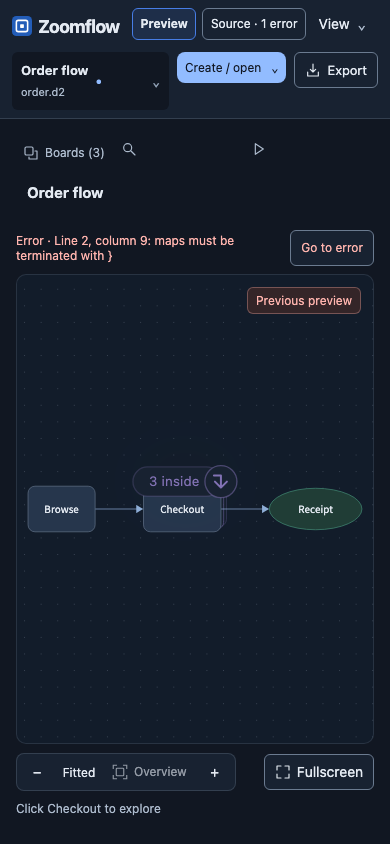 Zoomflow
Preview
Source · 1 error
View
Order flow
order.d2
Create / open
Export
Boards (3)
Order flow
Error · Line 2, column 9: maps must be
terminated with }
Go to error
Previous preview
3 inside
Browse
Checkout
Receipt
− Fitted Overview +
Fullscreen
Click Checkout to explore